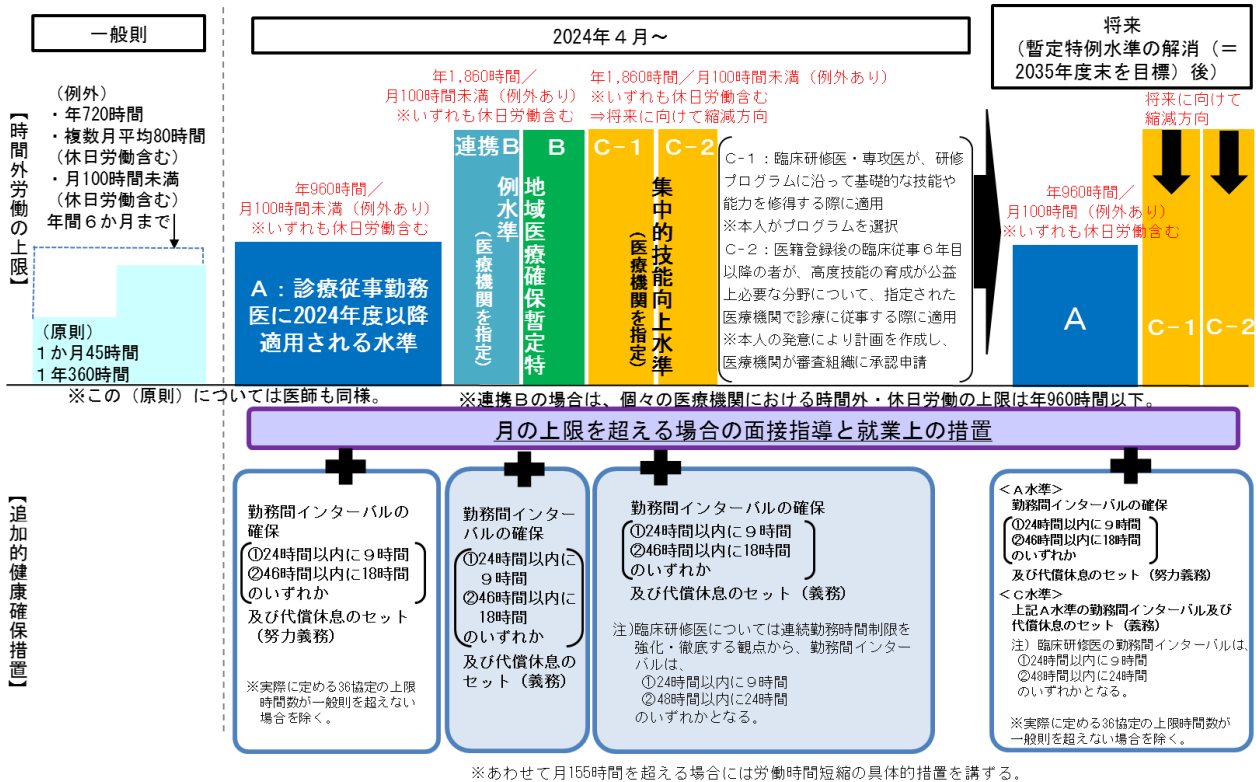 一般則
2024年４月～
将来
（暫定特例水準の解消（＝
2035年度末を目標）後）
【時間外労働の上限】
（例外）
・年720時間
・複数月平均80時間
（休日労働含む）
・月100時間未満
（休日労働含む）
年間６か月まで
（原則）
１か月45時間
１年360時間
年960時間／
月100時間未満（例外あり）
※いずれも休日労働含む
Ａ：診療従事勤務
医に2024年度以降
適用される水準
年1,860時間／
月100時間未満（例外あり）
※いずれも休日労働含む
連携Ｂ
Ｂ
地域医療確保暫定特
例水準
（医療機関を指定）
年1,860時間／月100時間未満（例外あり）
※いずれも休日労働含む
⇒将来に向けて縮減方向
Ｃ－１
Ｃ－２
集中的技能向上水準
（医療機関を指定）
Ｃ－１：臨床研修医・専攻医が、研修
プログラムに沿って基礎的な技能や
能力を修得する際に適用
※本人がプログラムを選択
Ｃ－２：医籍登録後の臨床従事６年目
以降の者が、高度技能の育成が公益
上必要な分野について、指定された
医療機関で診療に従事する際に適用
※本人の発意により計画を作成し、
医療機関が審査組織に承認申請
年960時間／
月100時間（例外あり）
※いずれも休日労働含む
Ａ
将来に向けて
縮減方向
Ｃ－１
Ｃ－２
※この（原則）については医師も同様。
※連携Ｂの場合は、個々の医療機関における時間外・休日労働の上限は年960時間以下。
月の上限を超える場合の面接指導と就業上の措置
【追加的健康確保措置】
勤務間インターバルの
確保
①24時間以内に９時間
②46時間以内に18時間
のいずれか
及び代償休息のセット
（努力義務）
※実際に定める36協定の上限
時間数が一般則を超えない
場合を除く。
勤務間インター
バルの確保
①24時間以内に
９時間
②46時間以内に
18時間
のいずれか
及び代償休息の
セット（義務）
勤務間インターバルの確保
①24時間以内に９時間
②46時間以内に18時間
のいずれか
及び代償休息のセット（義務）
注）臨床研修医については連続勤務時間制限を
強化・徹底する観点から、勤務間インター
バルは、
①24時間以内に９時間
②48時間以内に24時間
のいずれかとなる。
＜Ａ水準＞
勤務間インターバルの確保
①24時間以内に９時間
②46時間以内に18時間
のいずれか
及び代償休息のセット（努力義務）
＜Ｃ水準＞
上記Ａ水準の勤務間インターバル及び
代償休息のセット（義務）
注）臨床研修医の勤務間インターバルは、
①24時間以内に９時間
②48時間以内に24時間
のいずれかとなる。
※実際に定める36協定の上限時間数が
一般則を超えない場合を除く。
※あわせて月155時間を超える場合には労働時間短縮の具体的措置を講ずる。